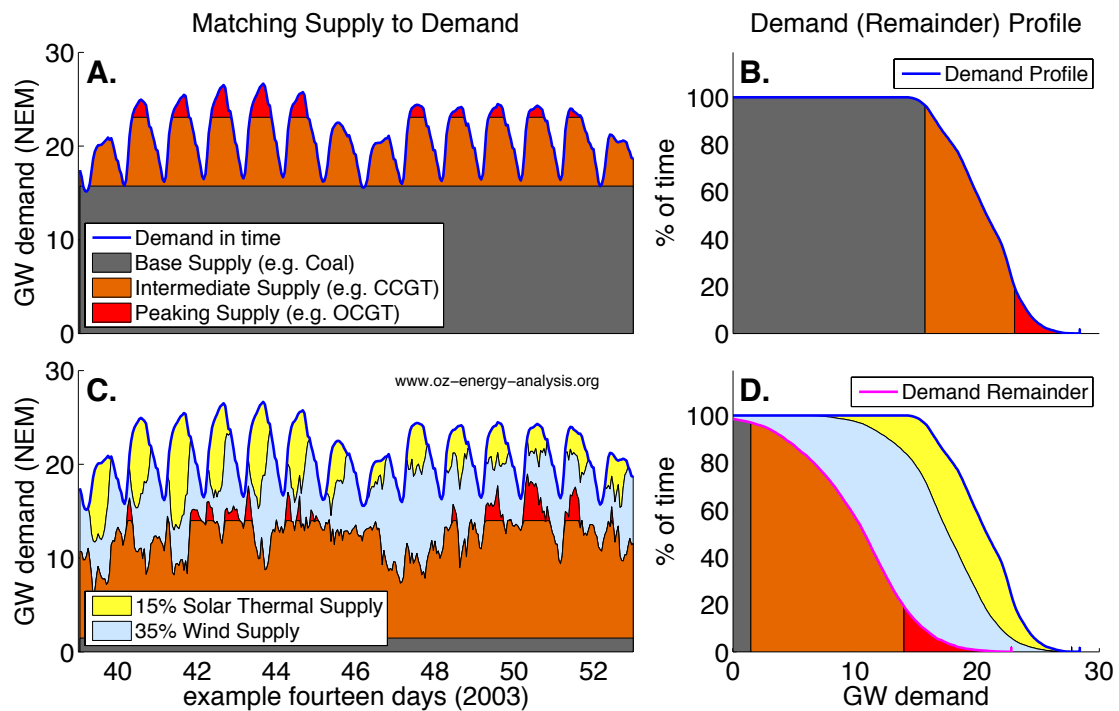 Matching Supply to Demand
Demand (Remainder) Profile
A.
GW demand (NEM)
30
20
10
0
Demand in time
Base Supply (e.g. Coal)
Intermediate Supply (e.g. CCGT)
Peaking Supply (e.g. OCGT)
B.
Demand Profile
% of time
100
80
60
40
20
0
C.
www.oz-energy-analysis.org
GW demand (NEM)
30
20
10
0
15% Solar Thermal Supply
35% Wind Supply
40 42 44 46 48 50 52
example fourteen days (2003)
D.
Demand Remainder
% of time
100
80
60
40
20
0
0 10 20 30
GW demand